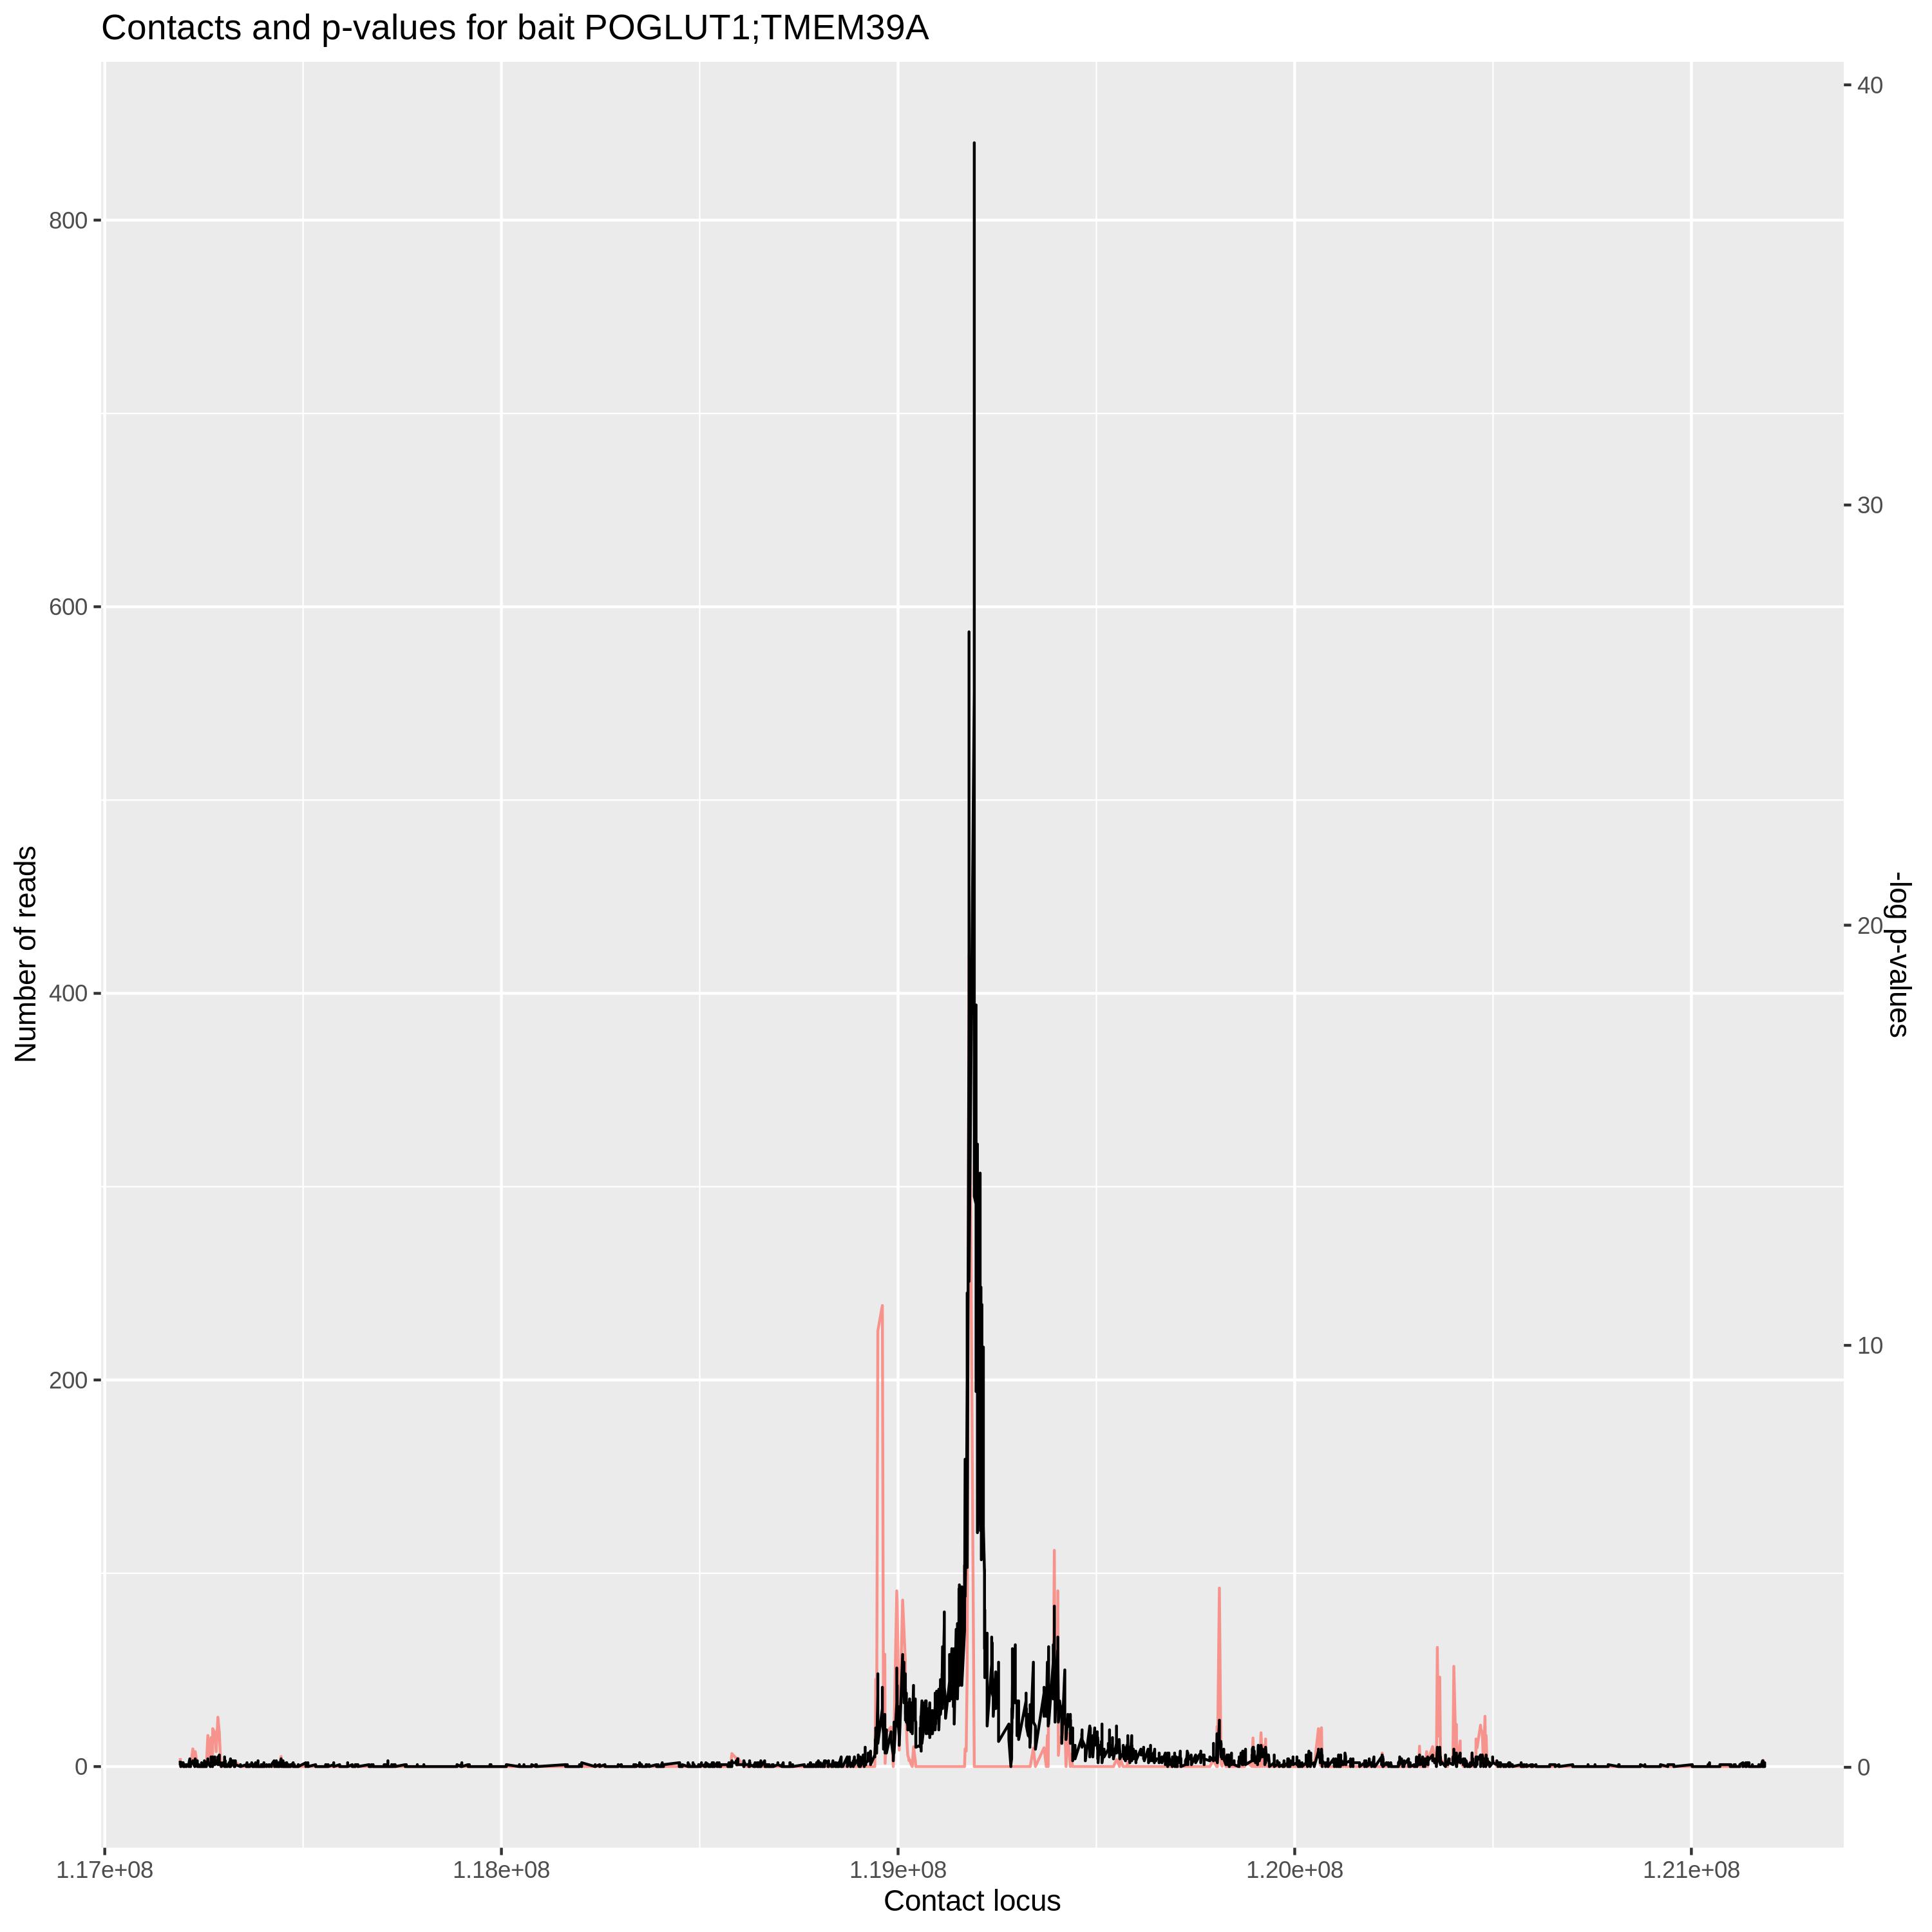 Contacts and p-values for bait POGLUT1;TMEM39A
Number of reads
800
600
400
200
0
40
30
20
10
0
-log p-values
1.17e+08 1.18e+08 1.19e+08 1.20e+08 1.21e+08
Contact locus